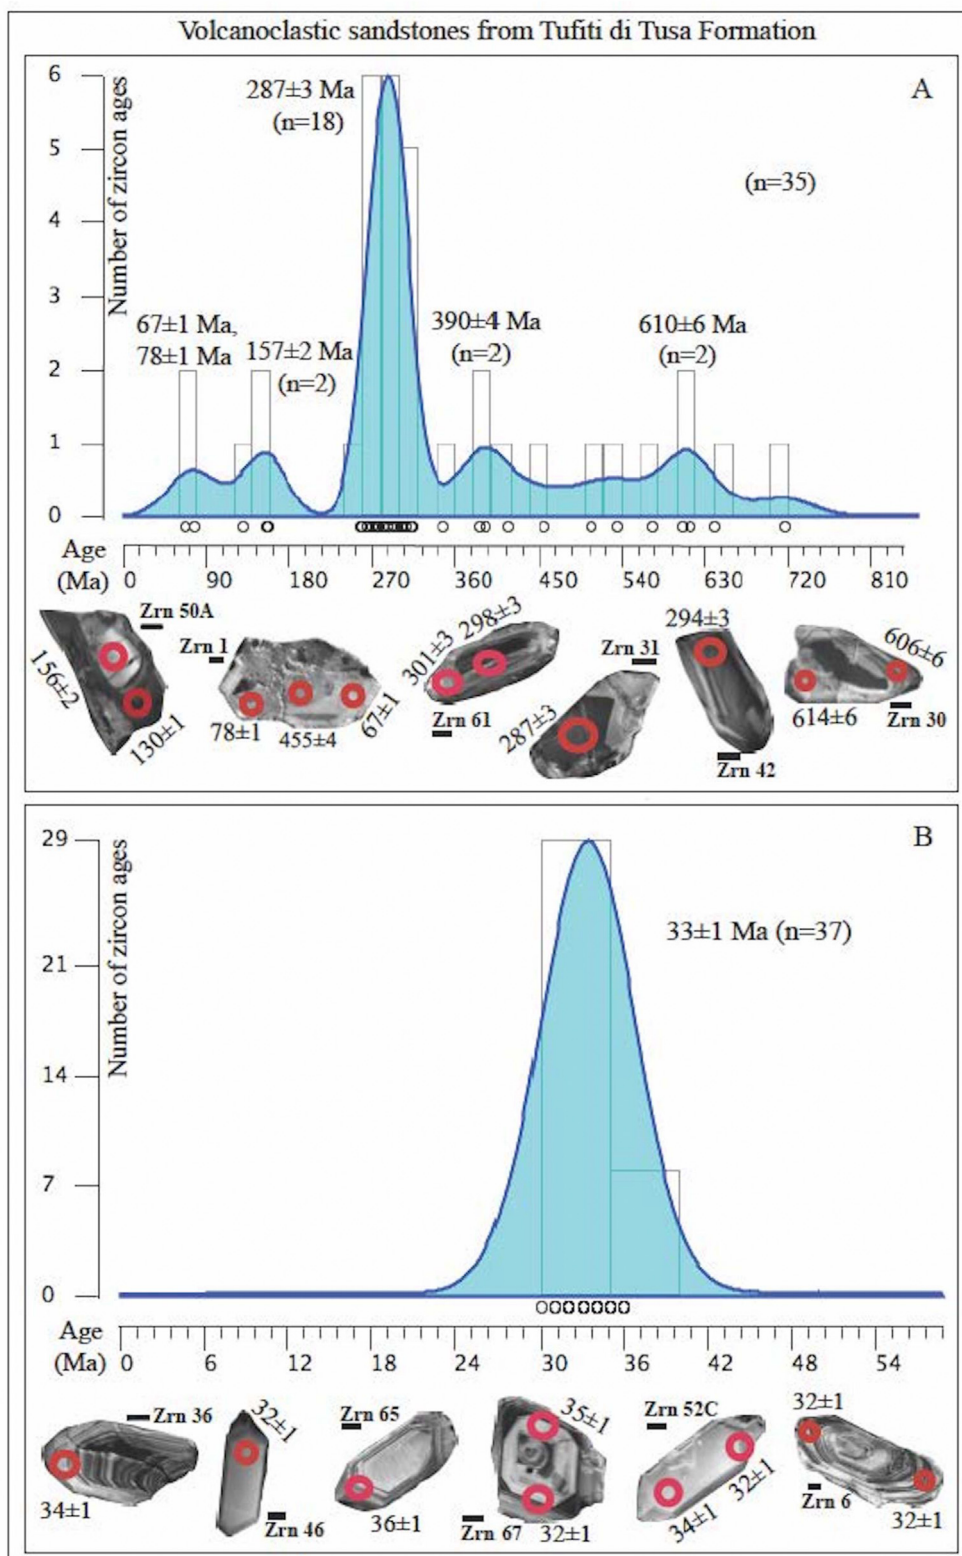 Volcanoclastic sandstones from Tufiti di Tusa Formation
A
Number of zircon ages
6
5
4
3
2
1
0
287±3 Ma
(n=18)
(n=35)
67±1 Ma,
78±1 Ma
157±2 Ma
(n=2)
390±4 Ma
(n=2)
610±6 Ma
(n=2)
Age
(Ma)
0 90 180 270 360 450 540 630 720 810
Zrn 50A
156±2
130±1
Zrn 1
78±1
455±4
67±1
301±3
298±3
Zrn 61
Zrn 31
287±3
294±3
Zrn 42
606±6
614±6
Zrn 30
B
Number of zircon ages
29
21
14
7
0
33±1 Ma (n=37)
Age
(Ma)
0 6 12 18 24 30 36 42 48 54
Zrn 36
34±1
32±1
Zrn 46
Zrn 65
36±1
35±1
Zrn 67
32±1
Zrn 52C
32±1
34±1
32±1
Zrn 6
32±1